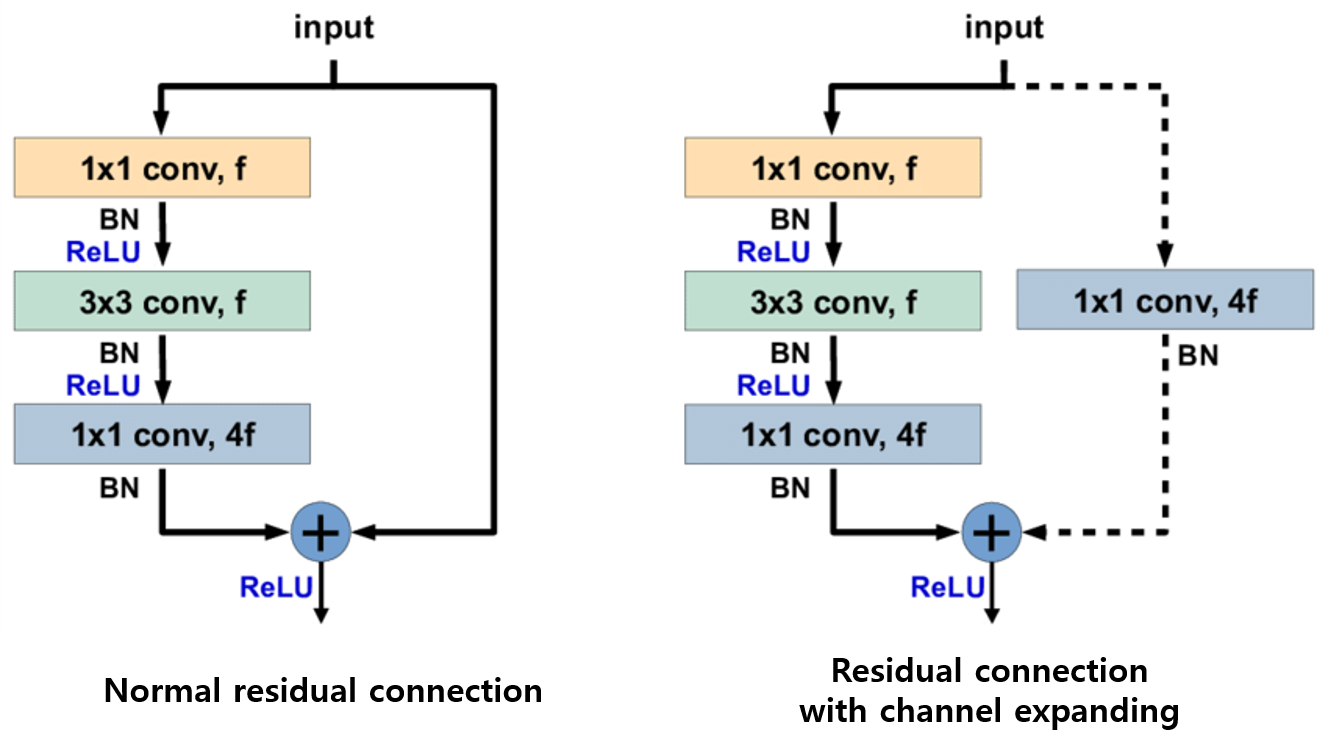 input
1x1 conv, f
BN
ReLU
3x3 conv, f
BN
ReLU
1x1 conv, 4f
BN
+
ReLU
Normal residual connection
input
1x1 conv, f
BN
ReLU
3x3 conv, f
BN
ReLU
1x1 conv, 4f
BN
1x1 conv, 4f
BN
+
ReLU
Residual connection
with channel expanding